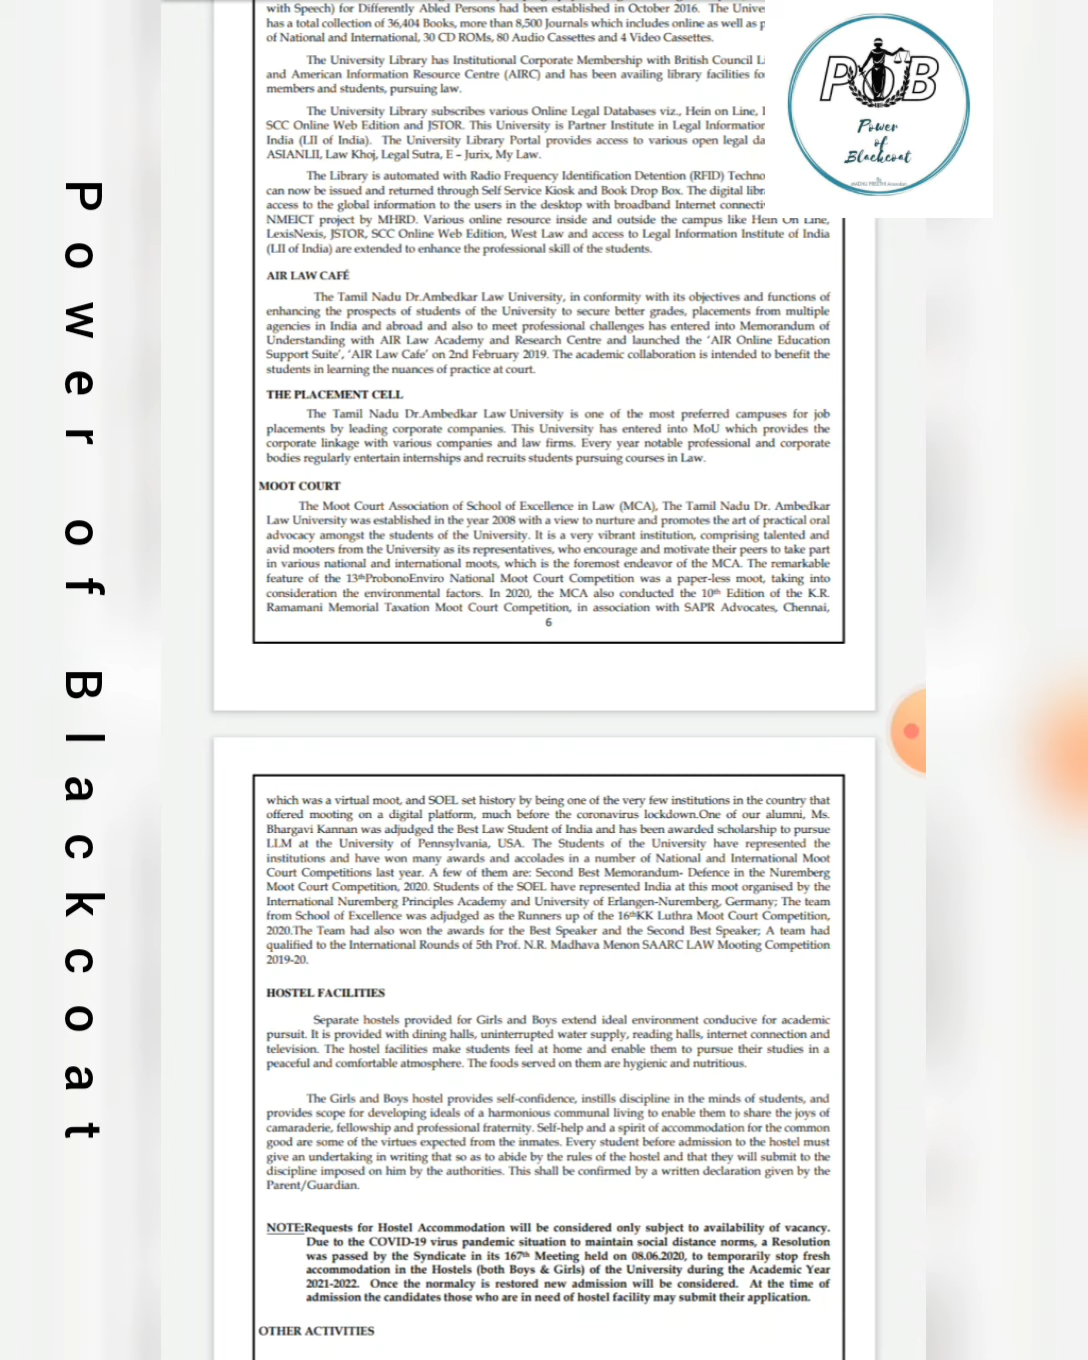 with Speech) for Differently Abled Persons had been established in October 2016. The Unive
has a total collection of 36,404 Books, more than 8,500 Journals which includes online as well as p
of National and International, 30 CD ROMs, 80 Audio Cassettes and 4 Video Cassettes.
The University Library has Institutional Corporate Membership with British Council Li
and American Information Resource Centre (AIRC) and has been availing library facilities fo
members and students, pursuing law.
The University Library subscribes various Online Legal Databases viz., Hein on Line,
SCC Online Web Edition and JSTOR. This University is Partner Institute in Legal Information
India (LII of India). The University Library Portal provides access to various open legal da
ASIANLII, Law Khoj, Legal Sutra, E – Jurix, My Law.
The Library is automated with Radio Frequency Identification Detention (RFID) Techno
can now be issued and returned through Self Service Kiosk and Book Drop Box. The digital libr
access to the global information to the users in the desktop with broadband Internet connecti
NMEICT project by MHRD. Various online resource inside and outside the campus like Hein on Line,
LexisNexis, JSTOR, SCC Online Web Edition, West Law and access to Legal Information Institute of India
(LII of India) are extended to enhance the professional skill of the students.
AIR LAW CAFÉ
The Tamil Nadu Dr.Ambedkar Law University, in conformity with its objectives and functions of
enhancing the prospects of students of the University to secure better grades, placements from multiple
agencies in India and abroad and also to meet professional challenges has entered into Memorandum of
Understanding with AIR Law Academy and Research Centre and launched the 'AIR Online Education
Support Suite', 'AIR Law Cafe' on 2nd February 2019. The academic collaboration is intended to benefit the
students in learning the nuances of practice at court.
THE PLACEMENT CELL
The Tamil Nadu Dr.Ambedkar Law University is one of the most preferred campuses for job
placements by leading corporate companies. This University has entered into MoU which provides the
corporate linkage with various companies and law firms. Every year notable professional and corporate
bodies regularly entertain internships and recruits students pursuing courses in Law.
MOOT COURT
The Moot Court Association of School of Excellence in Law (MCA), The Tamil Nadu Dr. Ambedkar
Law University was established in the year 2008 with a view to nurture and promotes the art of practical oral
advocacy amongst the students of the University. It is a very vibrant institution, comprising talented and
avid mooters from the University as its representatives, who encourage and motivate their peers to take part
in various national and international moots, which is the foremost endeavor of the MCA. The remarkable
feature of the 13thProbonoEnviro National Moot Court Competition was a paper-less moot, taking into
consideration the environmental factors. In 2020, the MCA also conducted the 10th Edition of the K.R.
Ramamani Memorial Taxation Moot Court Competition, in association with SAPR Advocates, Chennai,
6
which was a virtual moot, and SOEL set history by being one of the very few institutions in the country that
offered mooting on a digital platform, much before the coronavirus lockdown.One of our alumni, Ms.
Bhargavi Kannan was adjudged the Best Law Student of India and has been awarded scholarship to pursue
LLM at the University of Pennsylvania, USA. The Students of the University have represented the
institutions and have won many awards and accolades in a number of National and International Moot
Court Competitions last year. A few of them are: Second Best Memorandum- Defence in the Nuremberg
Moot Court Competition, 2020. Students of the SOEL have represented India at this moot organised by the
International Nuremberg Principles Academy and University of Erlangen-Nuremberg, Germany; The team
from School of Excellence was adjudged as the Runners up of the 16thKK Luthra Moot Court Competition,
2020.The Team had also won the awards for the Best Speaker and the Second Best Speaker; A team had
qualified to the International Rounds of 5th Prof. N.R. Madhava Menon SAARC LAW Mooting Competition
2019-20.
HOSTEL FACILITIES
Separate hostels provided for Girls and Boys extend ideal environment conducive for academic
pursuit. It is provided with dining halls, uninterrupted water supply, reading halls, internet connection and
television. The hostel facilities make students feel at home and enable them to pursue their studies in a
peaceful and comfortable atmosphere. The foods served on them are hygienic and nutritious.
The Girls and Boys hostel provides self-confidence, instills discipline in the minds of students, and
provides scope for developing ideals of a harmonious communal living to enable them to share the joys of
camaraderie, fellowship and professional fraternity. Self-help and a spirit of accommodation for the common
good are some of the virtues expected from the inmates. Every student before admission to the hostel must
give an undertaking in writing that so as to abide by the rules of the hostel and that they will submit to the
discipline imposed on him by the authorities. This shall be confirmed by a written declaration given by the
Parent/Guardian.
NOTE:Requests for Hostel Accommodation will be considered only subject to availability of vacancy.
Due to the COVID-19 virus pandemic situation to maintain social distance norms, a Resolution
was passed by the Syndicate in its 167th Meeting held on 08.06.2020, to temporarily stop fresh
accommodation in the Hostels (both Boys & Girls) of the University during the Academic Year
2021-2022. Once the normalcy is restored new admission will be considered. At the time of
admission the candidates those who are in need of hostel facility may submit their application.
OTHER ACTIVITIES
POB
Power
of
Blackcoat
Power of Blackcoat